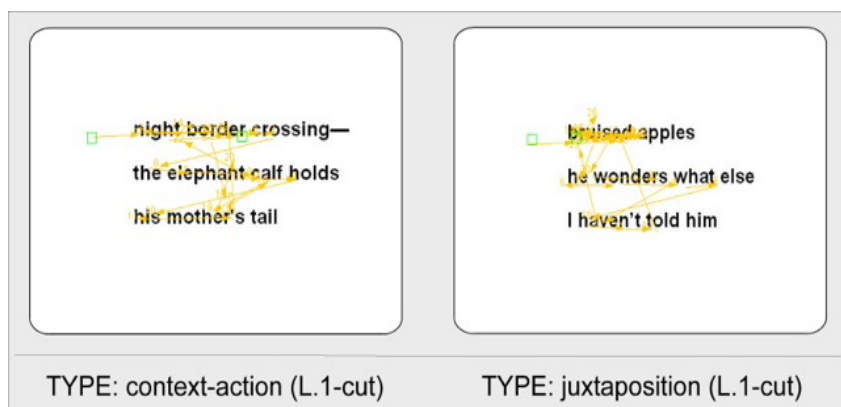 night border crossing—
the elephant calf holds
his mother's tail
TYPE: context-action (L.1-cut)
bruised apples
he wonders what else
I haven't told him
TYPE: juxtaposition (L.1-cut)